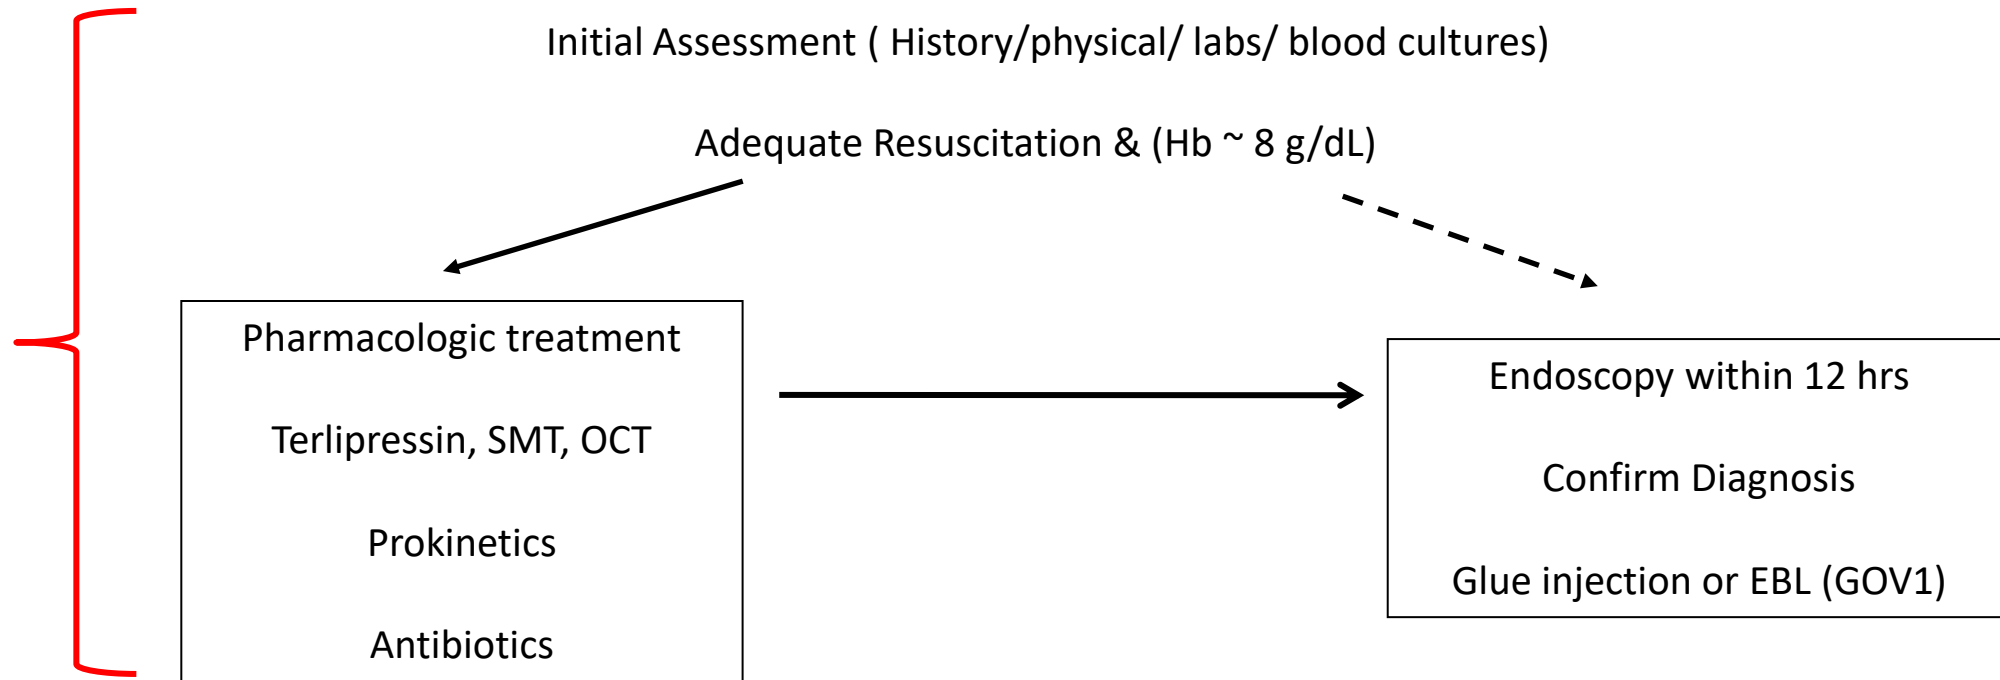 Initial Assessment ( History/physical/ labs/ blood cultures)
Adequate Resuscitation & (Hb ~ 8 g/dL)
Pharmacologic treatment
Terlipressin, SMT, OCT
Prokinetics
Antibiotics
Endoscopy within 12 hrs
Confirm Diagnosis
Glue injection or EBL (GOV1)